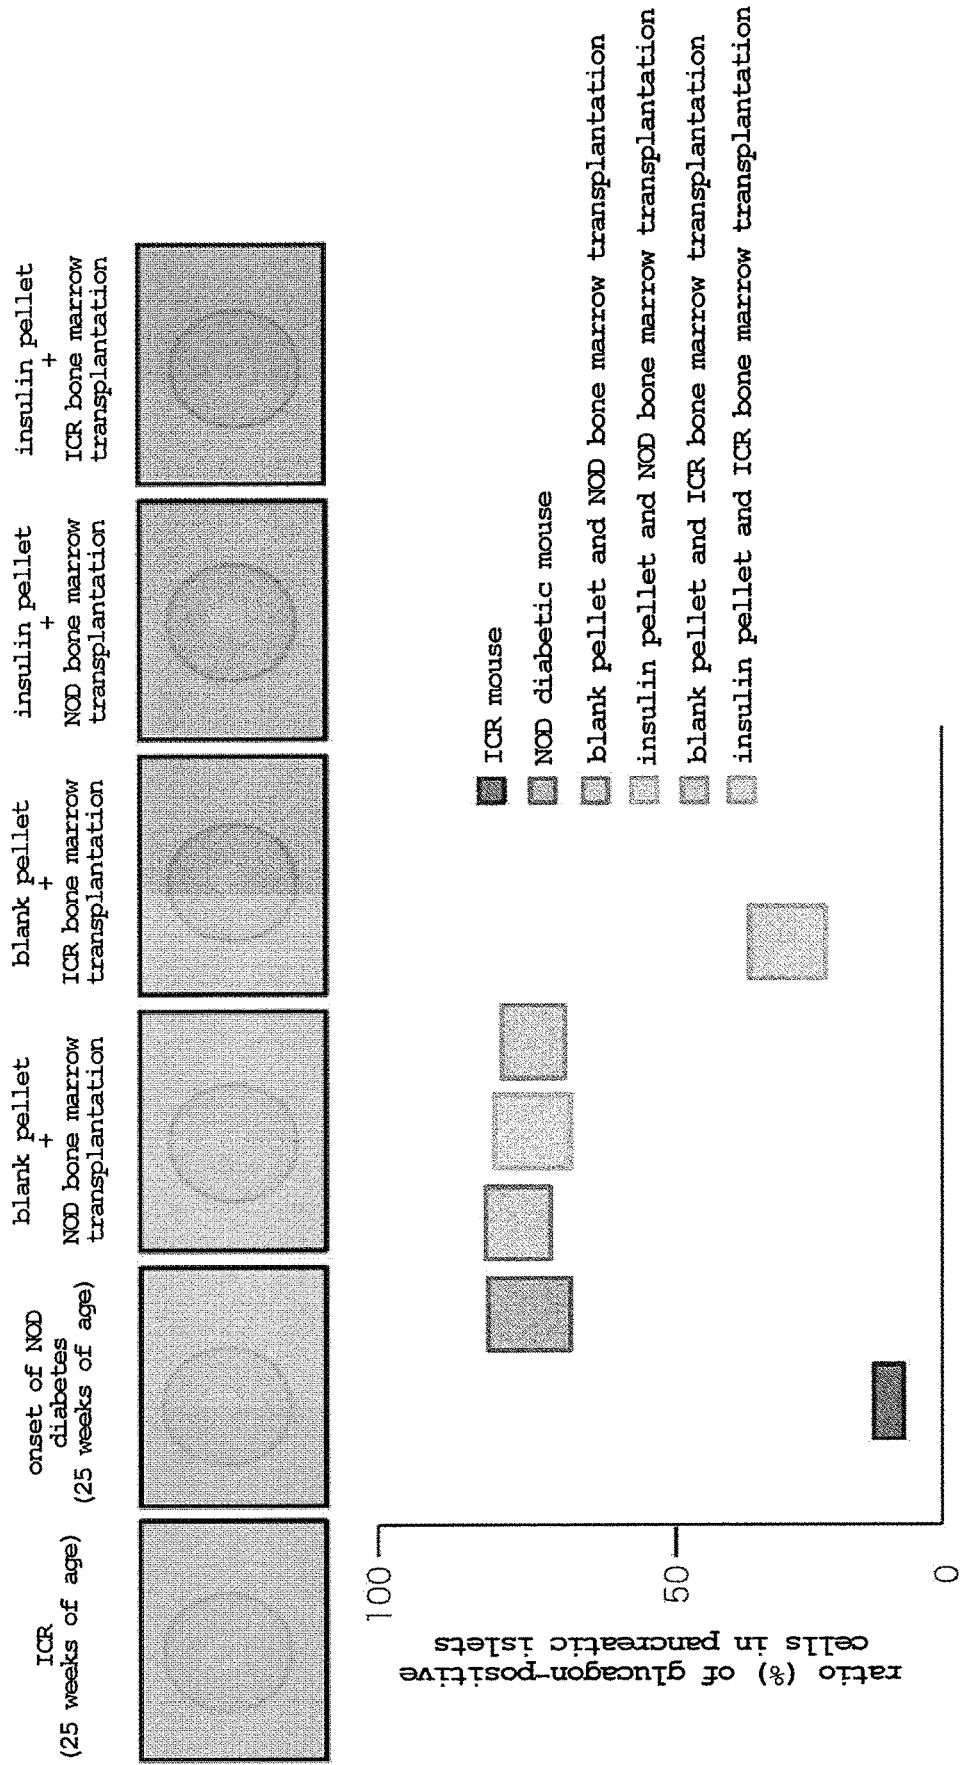 ICR
(25 weeks of age)
onset of NOD
diabetes
(25 weeks of age)
blank pellet
+
NOD bone marrow
transplantation
blank pellet
+
ICR bone marrow
transplantation
insulin pellet
+
NOD bone marrow
transplantation
insulin pellet
+
ICR bone marrow
transplantation
ratio (%) of glucagon-positive
cells in pancreatic islets
100
50
0
ICR mouse
NOD diabetic mouse
blank pellet and NOD bone marrow transplantation
insulin pellet and NOD bone marrow transplantation
blank pellet and ICR bone marrow transplantation
insulin pellet and ICR bone marrow transplantation